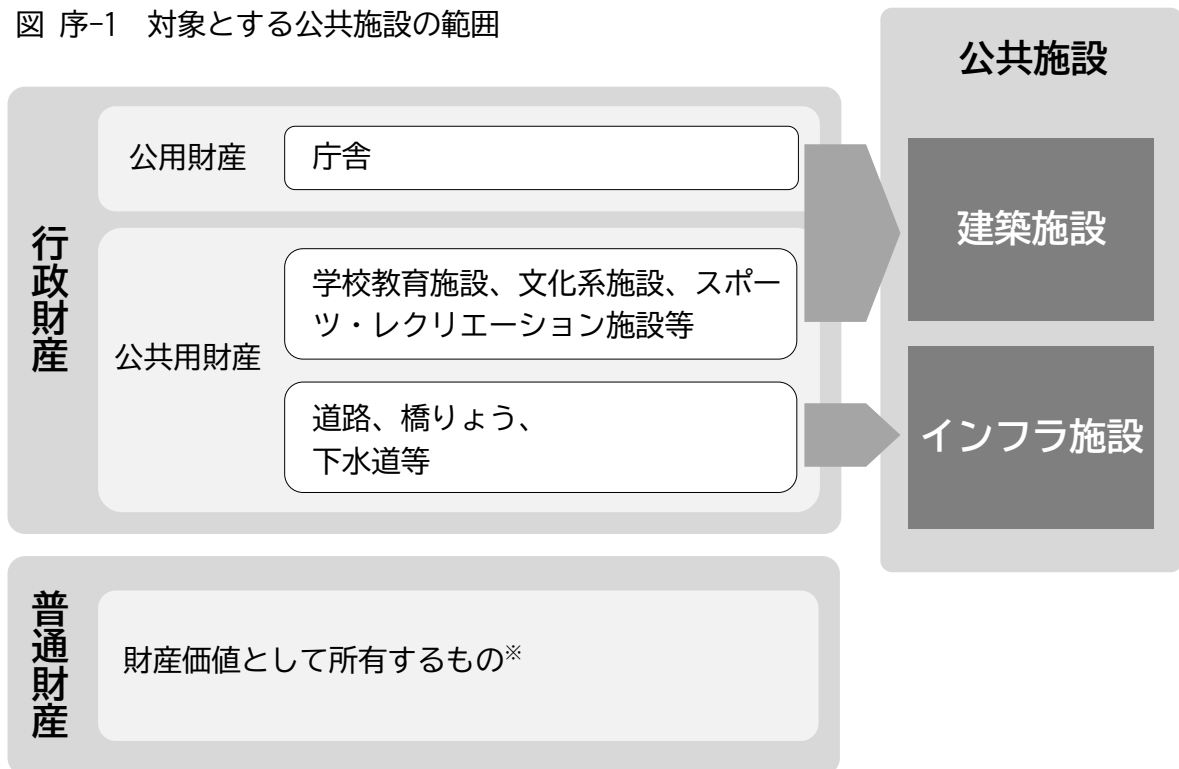 図 序-1 対象とする公共施設の範囲
行政財産
公用財産
庁舎
公共用財産
学校教育施設、文化系施設、スポー
ツ・レクリエーション施設等
道路、橋りょう、
下水道等
公共施設
建築施設
インフラ施設
普通財産
財産価値として所有するもの※